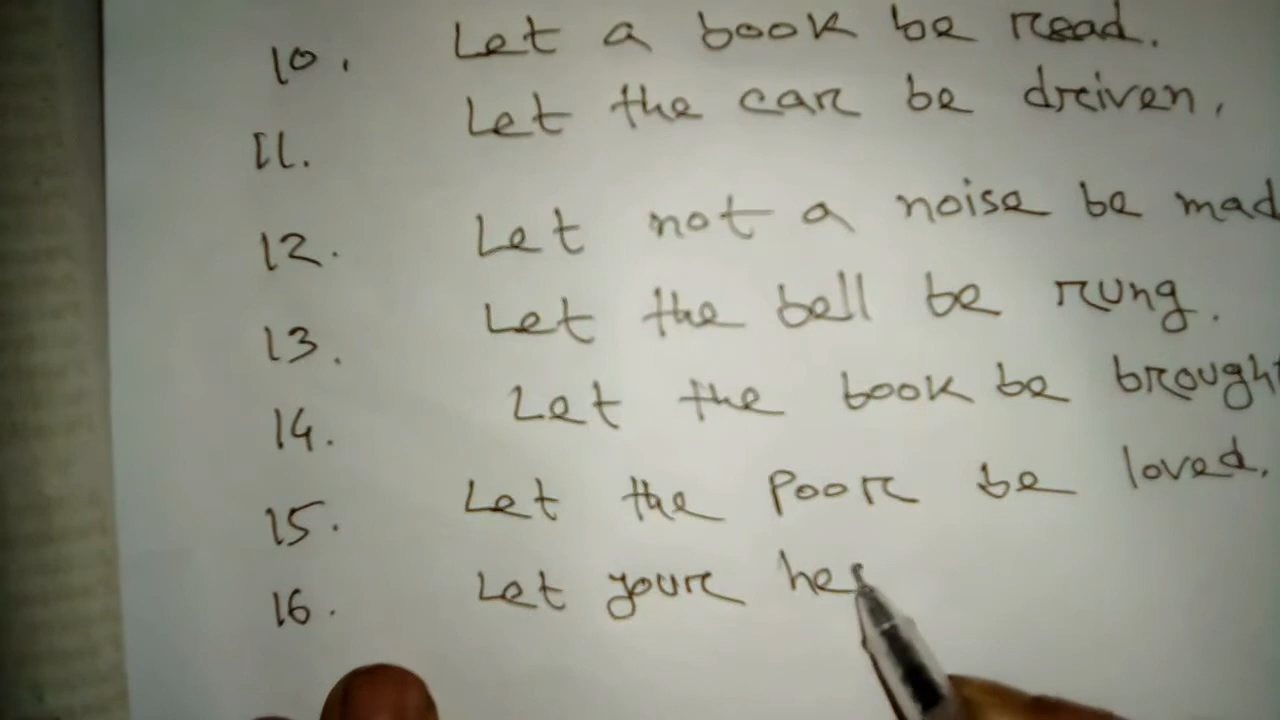 10. Let a book be read.
11. Let the car be driven.
12. Let not a noise be mad
13. Let the bell be rung.
14. Let the book be brought
15. Let the poor be loved.
16. Let your he